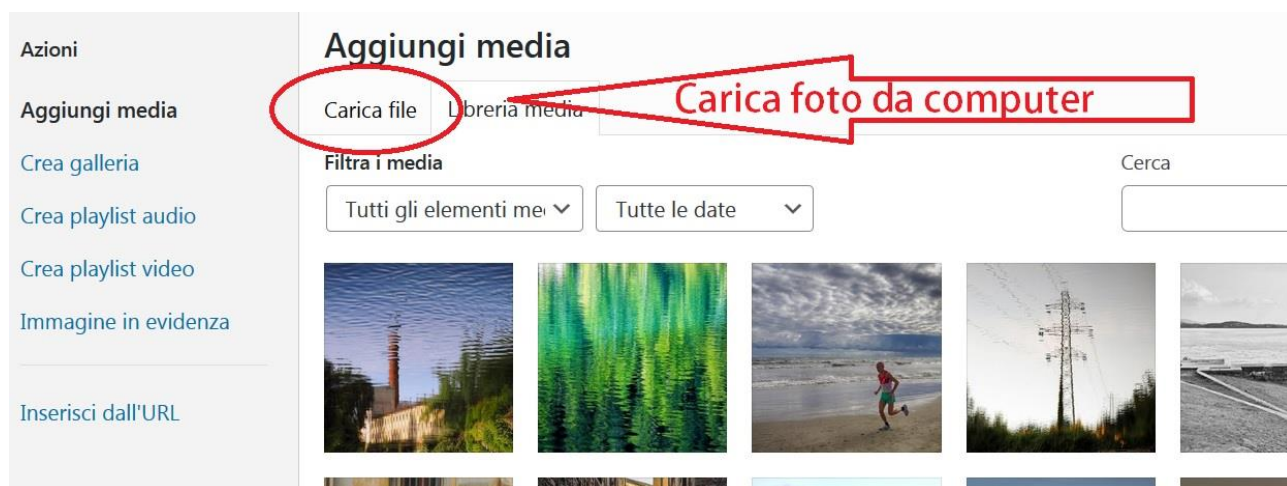 Azioni
Aggiungi media
Crea galleria
Crea playlist audio
Crea playlist video
Immagine in evidenza
Inserisci dall'URL
Aggiungi media
Carica file
Libreria media
Carica foto da computer
Filtra i media
Tutti gli elementi me
Tutte le date
Cerca